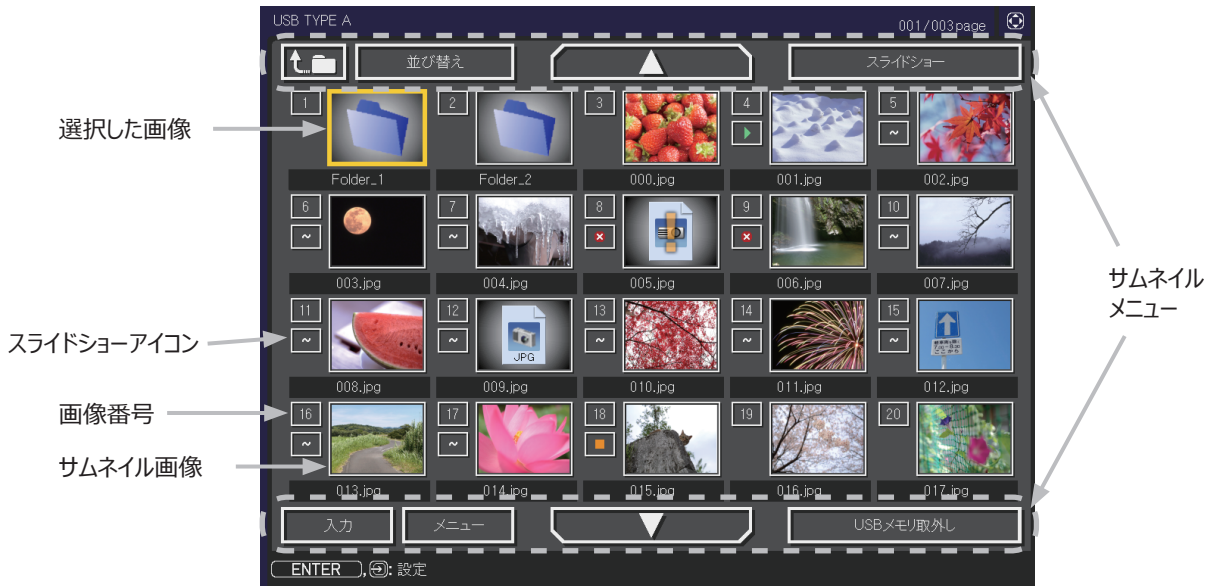 USB TYPE A
001/003page
並び替え
スライドショー
選択した画像
1
2
3
4
5
~
Folder_1
Folder_2
000.jpg
001.jpg
002.jpg
6
7
8
9
10
~
~
~
003.jpg
004.jpg
005.jpg
006.jpg
007.jpg
サムネイル
メニュー
スライドショーアイコン
11
12
13
14
15
~
~
~
~
~
JPG
008.jpg
009.jpg
010.jpg
011.jpg
012.jpg
画像番号
16
17
18
19
20
~
~
サムネイル画像
013.jpg
014.jpg
015.jpg
016.jpg
017.jpg
入力
メニュー
USBメモリ取外し
ENTER ,: 設定